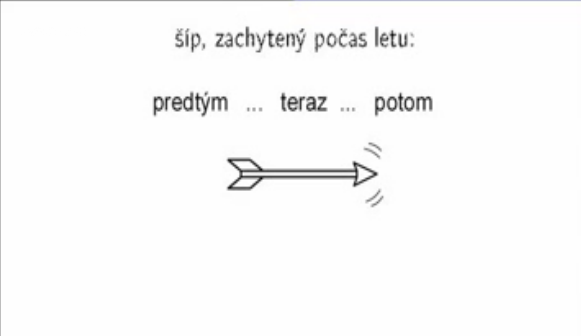 šíp, zachytený počas letu:
predtým ... teraz ... potom